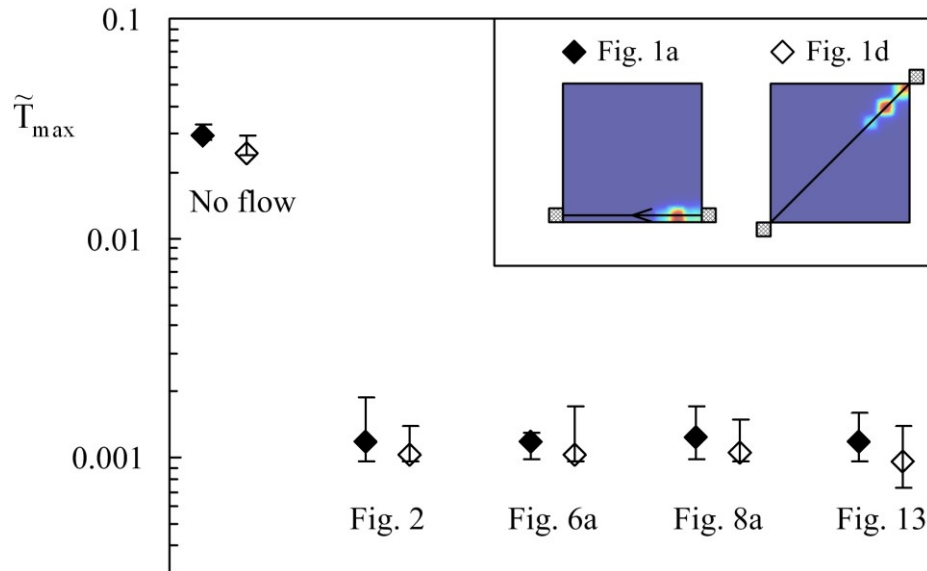 0.1
T̃max
Fig. 1a
Fig. 1d
No flow
0.01
0.001
Fig. 2
Fig. 6a
Fig. 8a
Fig. 13